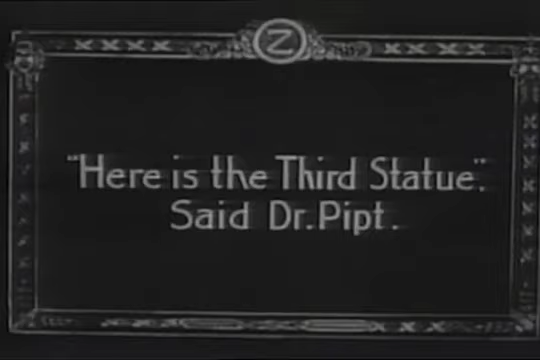 Z
"Here is the Third Statue".
Said Dr. Pipt.